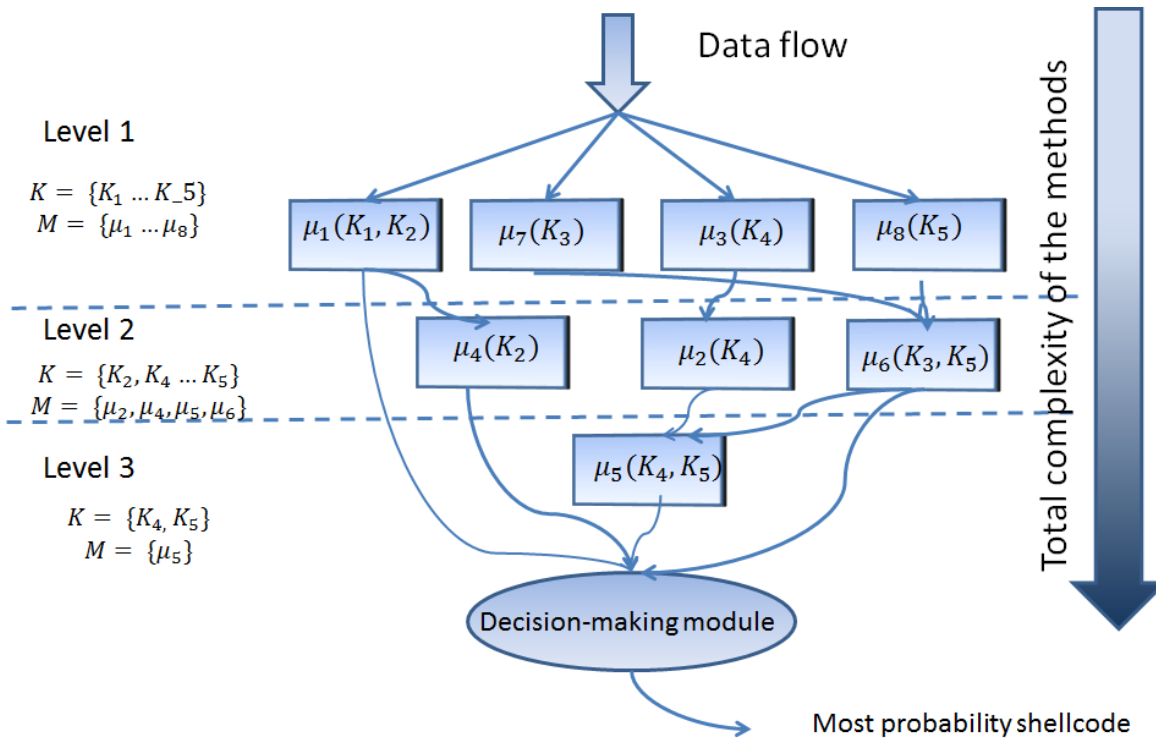 Data flow
Level 1
K = {K₁ … K_5}
M = {μ₁ … μ₈}
μ₁(K₁, K₂)
μ₇(K₃)
μ₃(K₄)
μ₈(K₅)
Level 2
K = {K₂, K₄ … K₅}
M = {μ₂, μ₄, μ₅, μ₆}
μ₄(K₂)
μ₂(K₄)
μ₆(K₃, K₅)
Level 3
K = {K₄, K₅}
M = {μ₅}
μ₅(K₄, K₅)
Decision-making module
Most probability shellcode
Total complexity of the methods